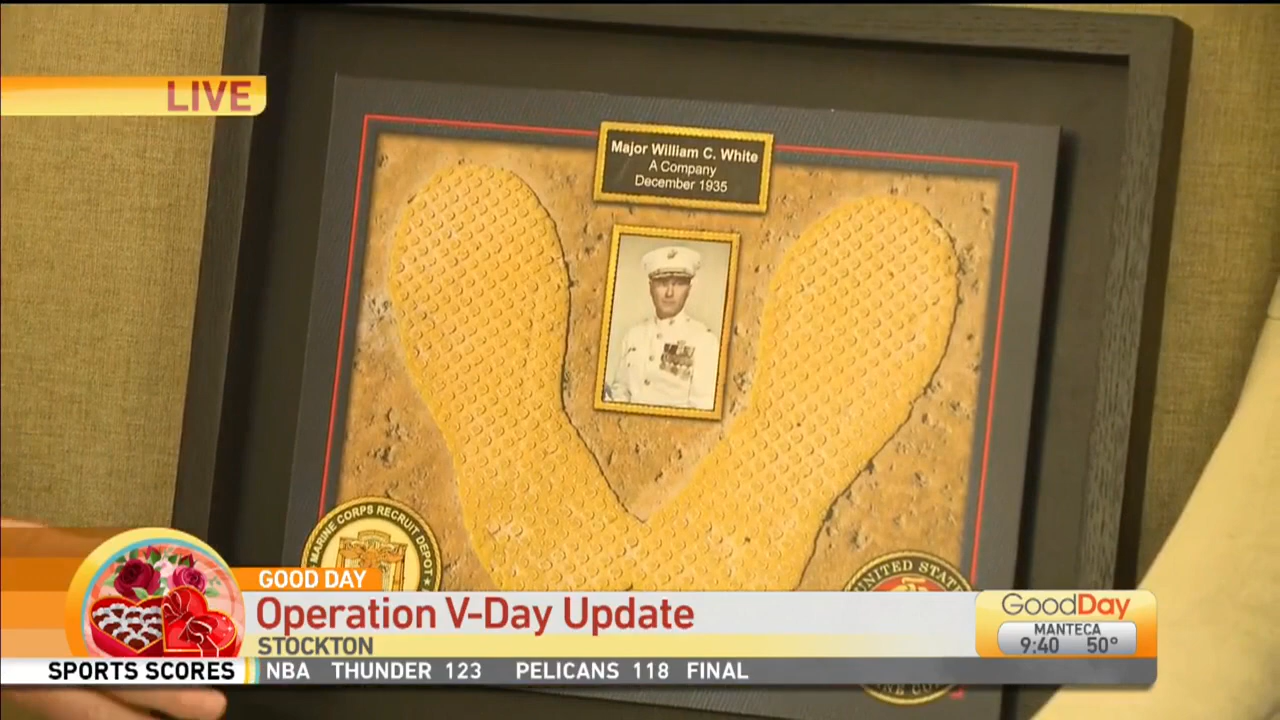 LIVE
Major William C. White
A Company
December 1935
MARINE CORPS RECRUIT DEPOT
UNITED STAT
GOOD DAY
Operation V-Day Update
STOCKTON
GoodDay
MANTECA
9:40 50°
SPORTS SCORES NBA THUNDER 123 PELICANS 118 FINAL